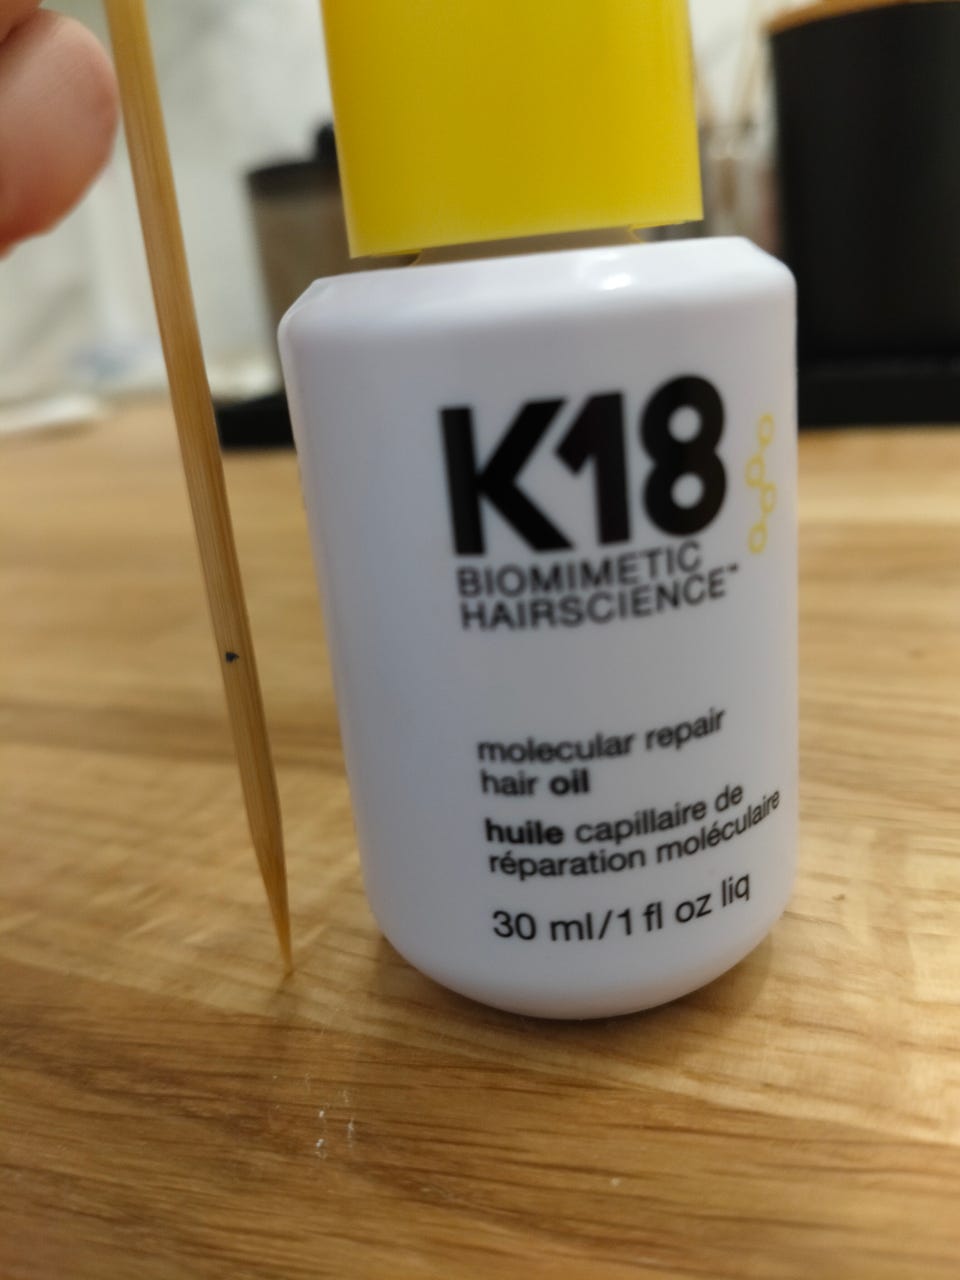 K18
BIOMIMETIC
HAIRSCIENCE™
molecular repair
hair oil
huile capillaire de
réparation moléculaire
30 ml/1 fl oz liq